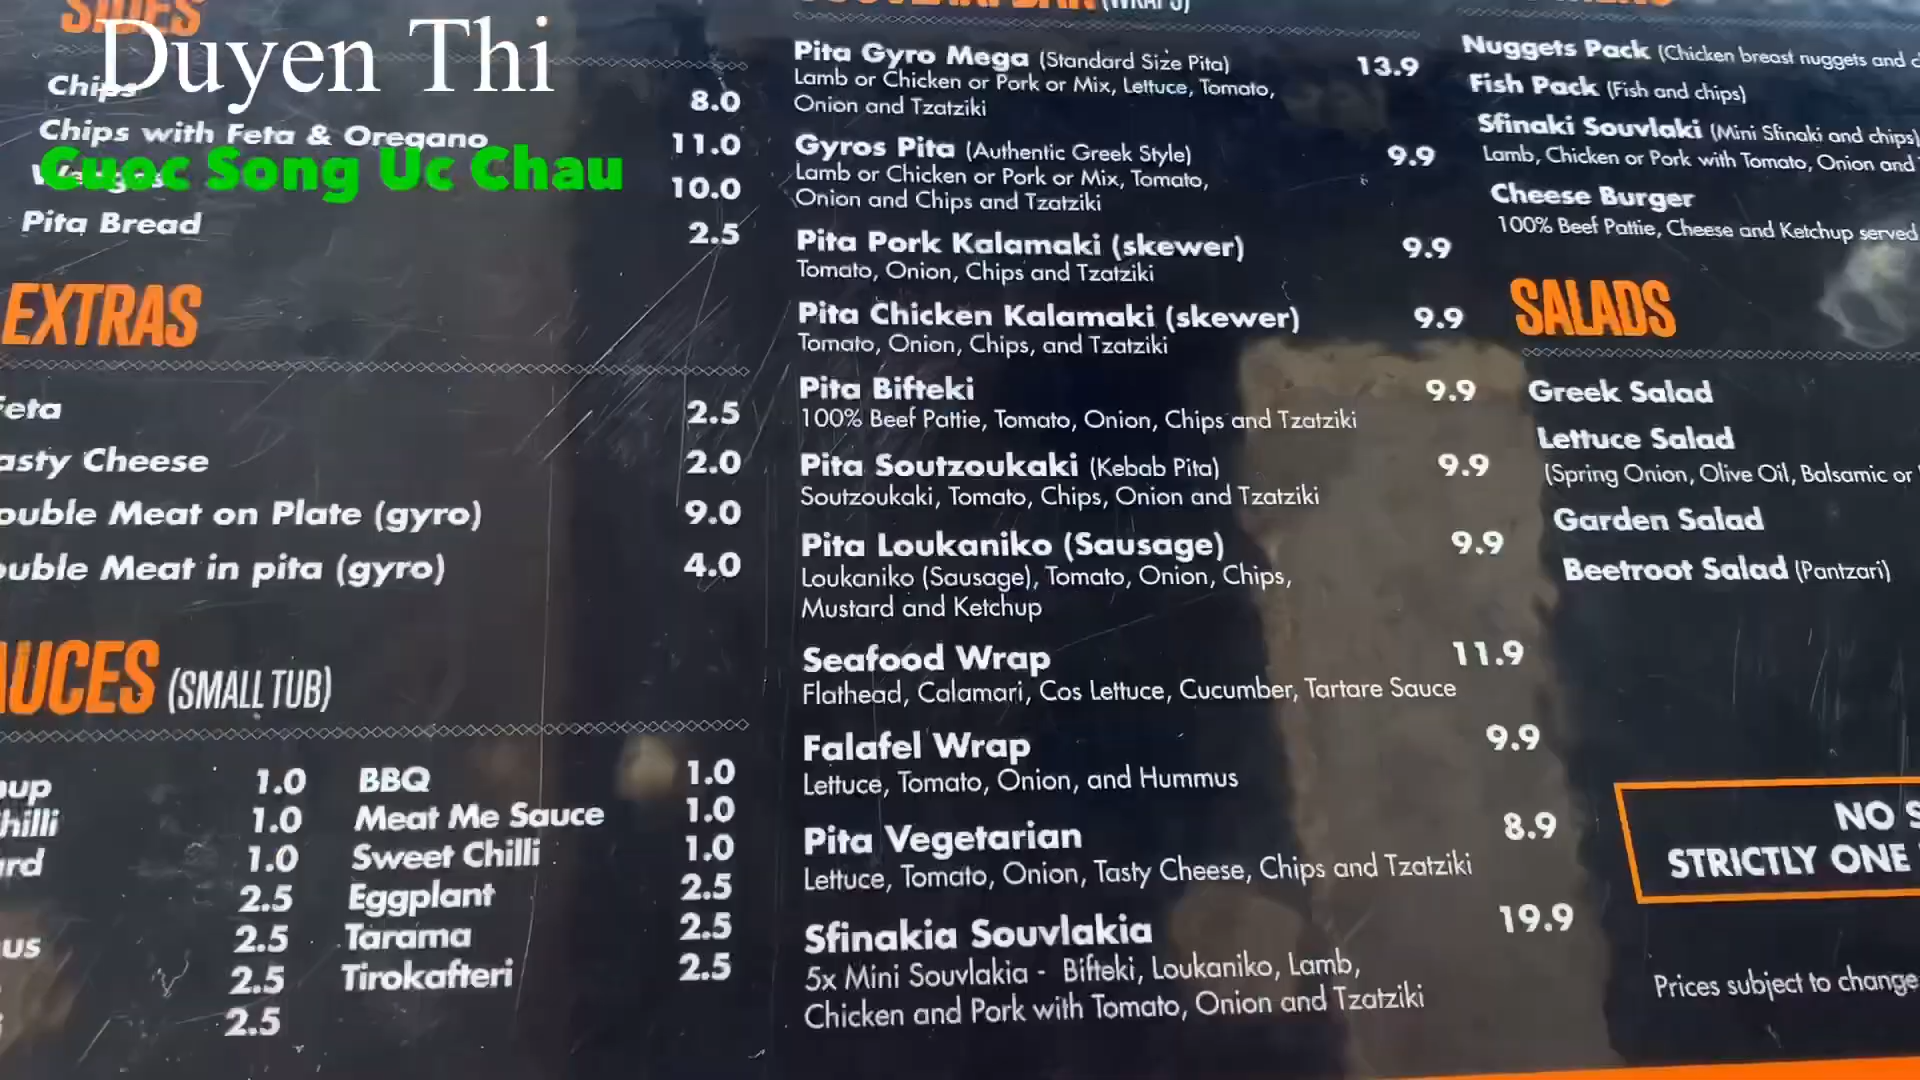 SIDES
Duyen Thi
Chips 8.0
Chips with Feta & Oregano 11.0
Cuoc Song Uc Chau
10.0
Pita Bread 2.5
EXTRAS
Feta 2.5
asty Cheese 2.0
ouble Meat on Plate (gyro) 9.0
ouble Meat in pita (gyro) 4.0
AUCES (SMALL TUB)
up 1.0 BBQ 1.0
hilli 1.0 Meat Me Sauce 1.0
ard 1.0 Sweet Chilli 1.0
2.5 Eggplant 2.5
us 2.5 Tarama 2.5
2.5 Tirokafteri 2.5
2.5
(WRAPS)
Pita Gyro Mega (Standard Size Pita) 13.9
Lamb or Chicken or Pork or Mix, Lettuce, Tomato,
Onion and Tzatziki
Gyros Pita (Authentic Greek Style) 9.9
Lamb or Chicken or Pork or Mix, Tomato,
Onion and Chips and Tzatziki
Pita Pork Kalamaki (skewer) 9.9
Tomato, Onion, Chips and Tzatziki
Pita Chicken Kalamaki (skewer) 9.9
Tomato, Onion, Chips, and Tzatziki
Pita Bifteki 9.9
100% Beef Pattie, Tomato, Onion, Chips and Tzatziki
Pita Soutzoukaki (Kebab Pita) 9.9
Soutzoukaki, Tomato, Chips, Onion and Tzatziki
Pita Loukaniko (Sausage) 9.9
Loukaniko (Sausage), Tomato, Onion, Chips,
Mustard and Ketchup
Seafood Wrap 11.9
Flathead, Calamari, Cos Lettuce, Cucumber, Tartare Sauce
Falafel Wrap 9.9
Lettuce, Tomato, Onion, and Hummus
Pita Vegetarian 8.9
Lettuce, Tomato, Onion, Tasty Cheese, Chips and Tzatziki
Sfinakia Souvlakia 19.9
5x Mini Souvlakia - Bifteki, Loukaniko, Lamb,
Chicken and Pork with Tomato, Onion and Tzatziki
Nuggets Pack (Chicken breast nuggets and c
Fish Pack (Fish and chips)
Sfinaki Souvlaki (Mini Sfinaki and chips)
Lamb, Chicken or Pork with Tomato, Onion and
Cheese Burger
100% Beef Pattie, Cheese and Ketchup served
SALADS
Greek Salad
Lettuce Salad
(Spring Onion, Olive Oil, Balsamic or
Garden Salad
Beetroot Salad (Pantzari)
NO S
STRICTLY ONE
Prices subject to change